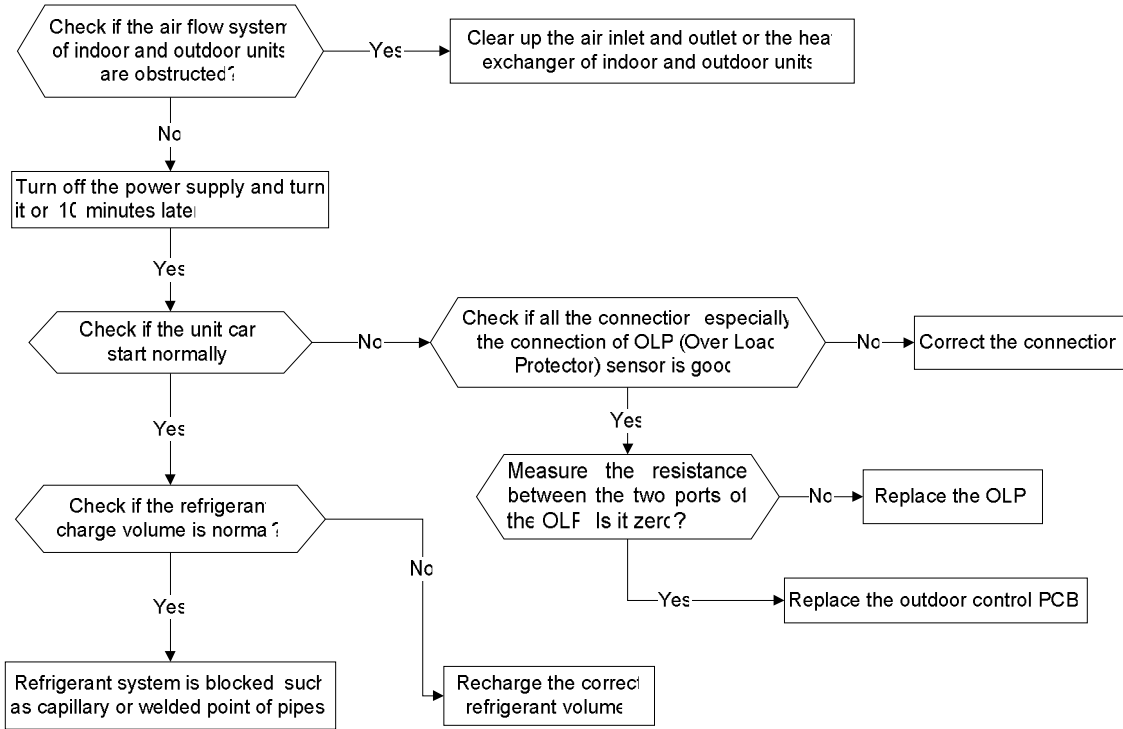 Check if the air flow system
of indoor and outdoor units
are obstructed?
Yes
Clear up the air inlet and outlet or the heat
exchanger of indoor and outdoor units
No
Turn off the power supply and turn
it on 10 minutes later
Yes
Check if the unit can
start normally
No
Check if all the connection especially
the connection of OLP (Over Load
Protector) sensor is good
No
Correct the connection
Yes
Yes
Measure the resistance
between the two ports of
the OLP Is it zero?
No
Replace the OLP
Check if the refrigerant
charge volume is normal?
No
Yes
Yes
Replace the outdoor control PCB
Refrigerant system is blocked such
as capillary or welded point of pipes
Recharge the correct
refrigerant volume